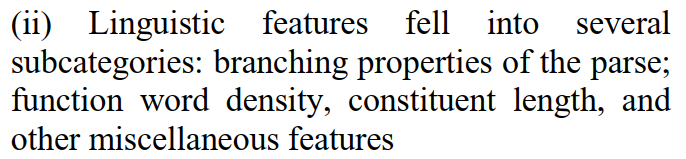 (ii) Linguistic features fell into several
subcategories: branching properties of the parse;
function word density, constituent length, and
other miscellaneous features